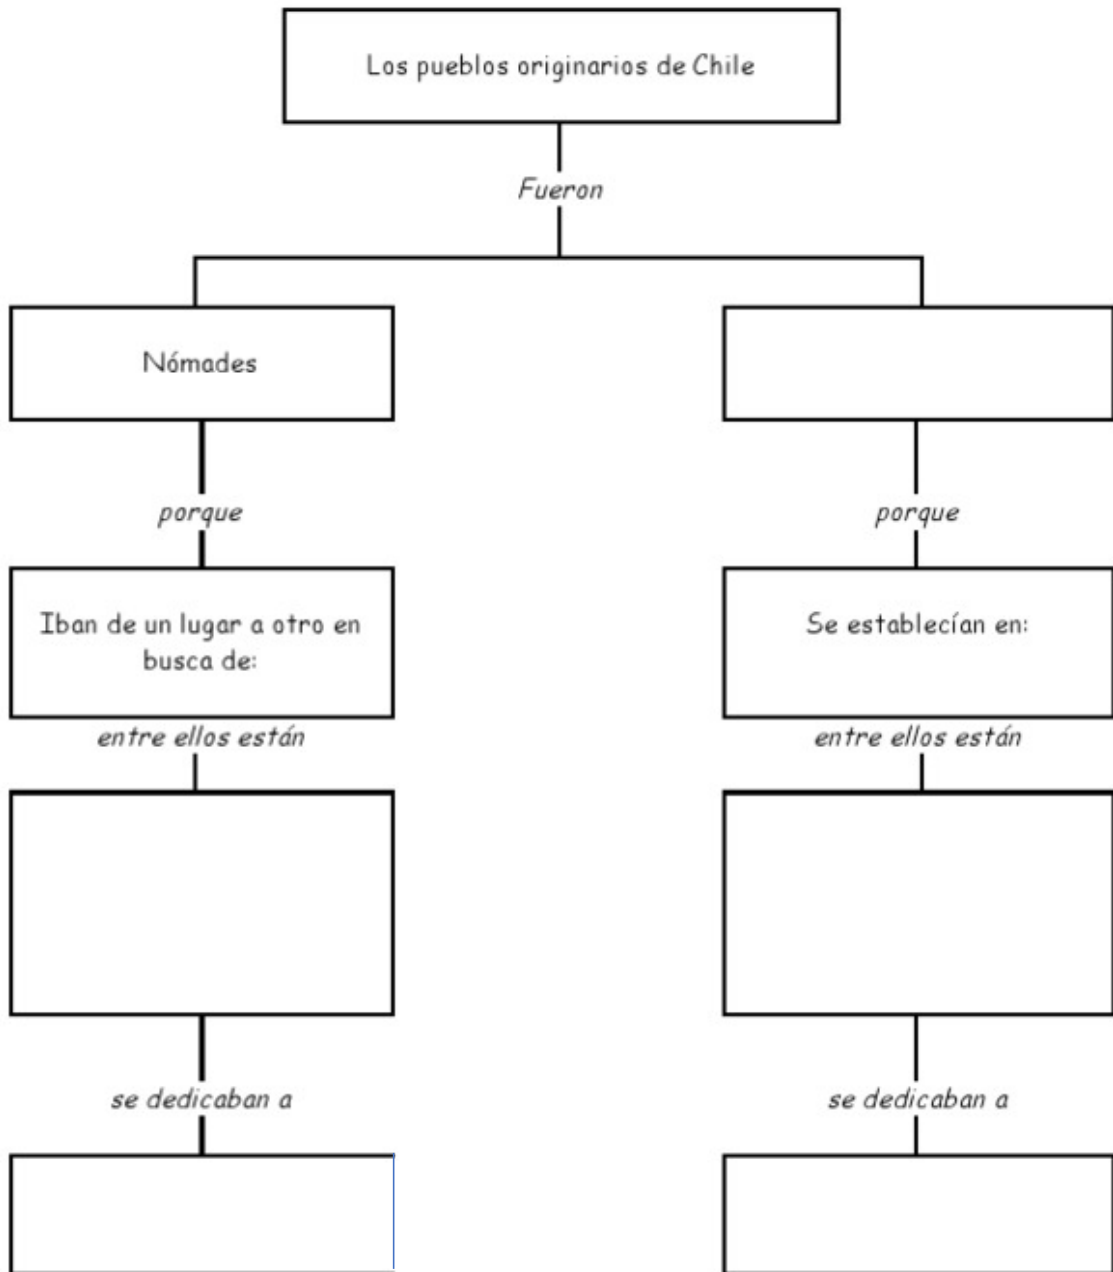 Los pueblos originarios de Chile
Fueron
Nómades
porque
porque
Iban de un lugar a otro en
busca de:
Se establecían en:
entre ellos están
entre ellos están
se dedicaban a
se dedicaban a